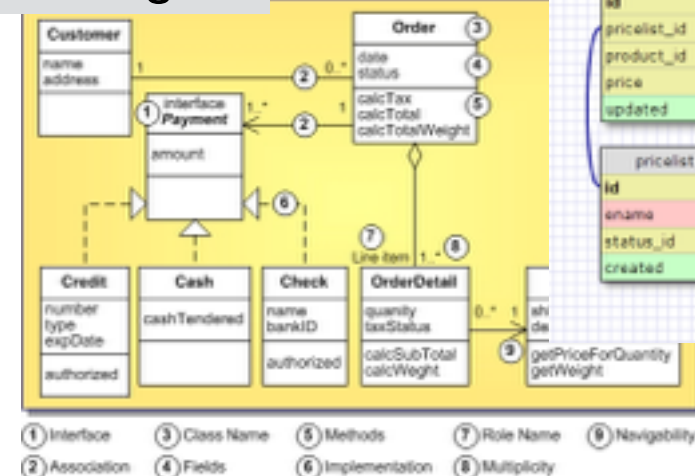 Customer
name
address
1
2
0..*
Order
3
date
status
4
calcTax
calcTotal
calcTotalWeight
5
1
interface
Payment
1..*
2
1
amount
6
7
Line item
1..*
8
Credit
number
type
expDate
authorized
Cash
cashTendered
Check
name
bankID
authorized
OrderDetail
quanity
taxStatus
calcSubTotal
calcWeght
0..*
1
9
sh
de
getPriceForQuantity
getWeight
id
pricelist_id
product_id
price
updated
pricelist
id
ename
status_id
created
1 Interface
3 Class Name
5 Methods
7 Role Name
9 Navigability
2 Association
4 Fields
6 Implementation
8 Multiplicity